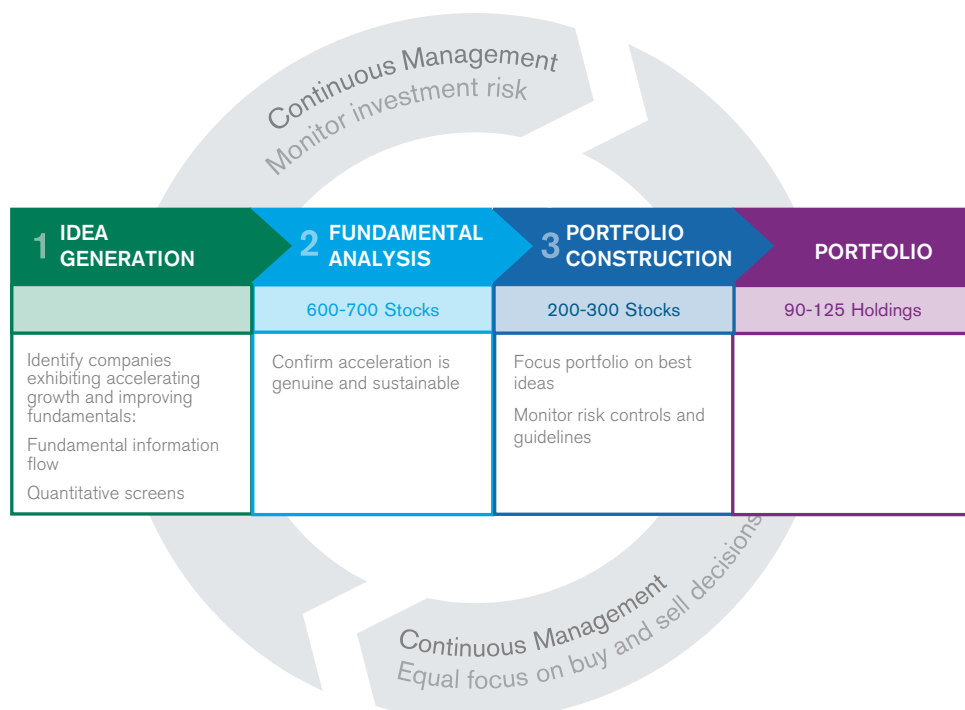 Continuous Management
Monitor investment risk
1 IDEA
GENERATION
2 FUNDAMENTAL
ANALYSIS
3 PORTFOLIO
CONSTRUCTION
PORTFOLIO
600-700 Stocks
200-300 Stocks
90-125 Holdings
Identify companies
exhibiting accelerating
growth and improving
fundamentals:
Fundamental information
flow
Quantitative screens
Confirm acceleration is
genuine and sustainable
Focus portfolio on best
ideas
Monitor risk controls and
guidelines
Continuous Management
Equal focus on buy and sell decisions